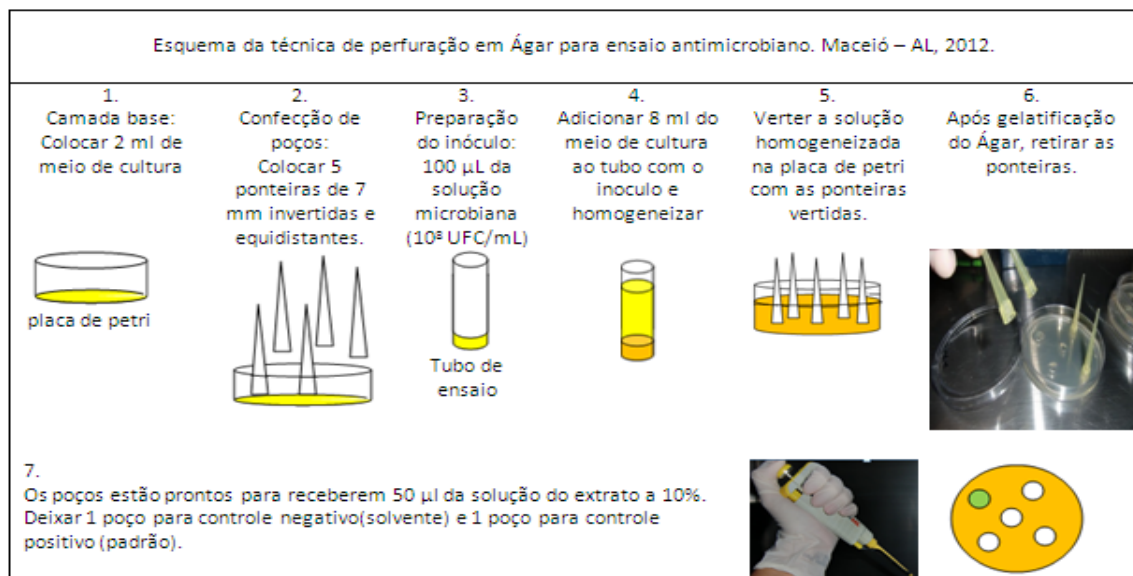 Esquema da técnica de perfuração em Ágar para ensaio antimicrobiano. Maceió – AL, 2012.
1.
Camada base:
Colocar 2 ml de
meio de cultura
placa de petri
2.
Confecção de
poços:
Colocar 5
ponteiras de 7
mm invertidas e
equidistantes.
3.
Preparação
do inóculo:
100 µL da
solução
microbiana
(10⁸ UFC/mL)
Tubo de
ensaio
4.
Adicionar 8 ml do
meio de cultura
ao tubo com o
inoculo e
homogeneizar
5.
Verter a solução
homogeneizada
na placa de petri
com as ponteiras
vertidas.
6.
Após gelatificação
do Ágar, retirar as
ponteiras.
7.
Os poços estão prontos para receberem 50 µl da solução do extrato a 10%.
Deixar 1 poço para controle negativo(solvente) e 1 poço para controle
positivo (padrão).